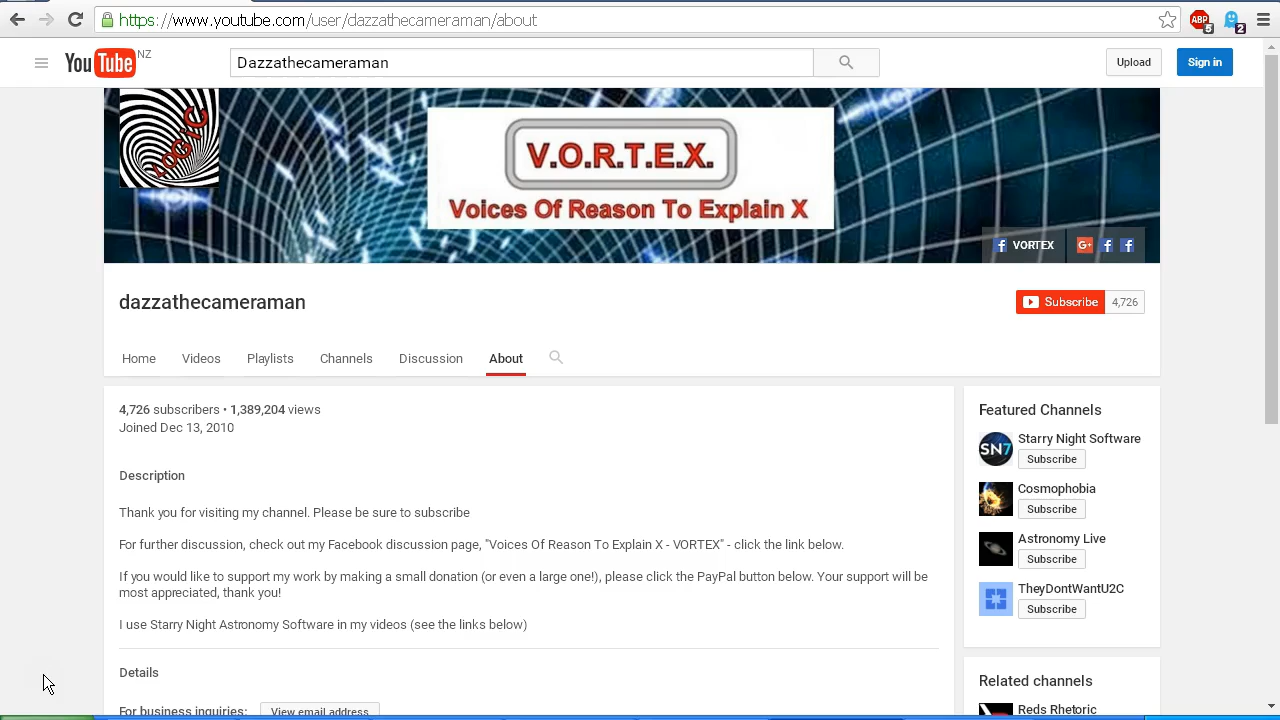 https://www.youtube.com/user/dazzathecameraman/about
ABP
5
2
YouTube NZ
Dazzathecameraman
Upload
Sign in
LOGIC
V.O.R.T.E.X.
Voices Of Reason To Explain X
VORTEX
G+
dazzathecameraman
Subscribe 4,726
Home Videos Playlists Channels Discussion About
4,726 subscribers • 1,389,204 views
Joined Dec 13, 2010
Description
Thank you for visiting my channel. Please be sure to subscribe
For further discussion, check out my Facebook discussion page, "Voices Of Reason To Explain X - VORTEX" - click the link below.
If you would like to support my work by making a small donation (or even a large one!), please click the PayPal button below. Your support will be
most appreciated, thank you!
I use Starry Night Astronomy Software in my videos (see the links below)
Details
For business inquiries: View email address
Featured Channels
SN7
Starry Night Software
Subscribe
Cosmophobia
Subscribe
Astronomy Live
Subscribe
TheyDontWantU2C
Subscribe
Related channels
Reds Rhetoric